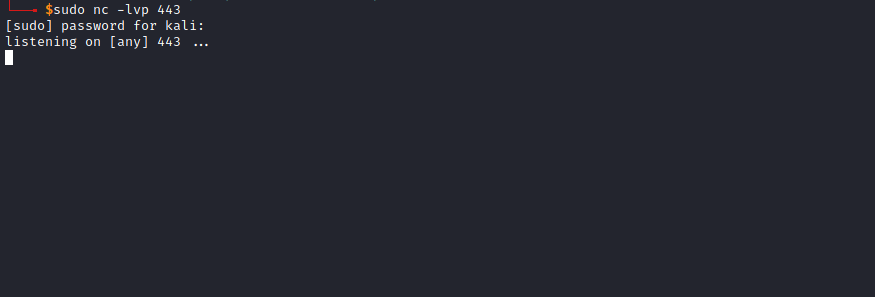 $sudo nc -lvp 443
[sudo] password for kali:
listening on [any] 443 ...